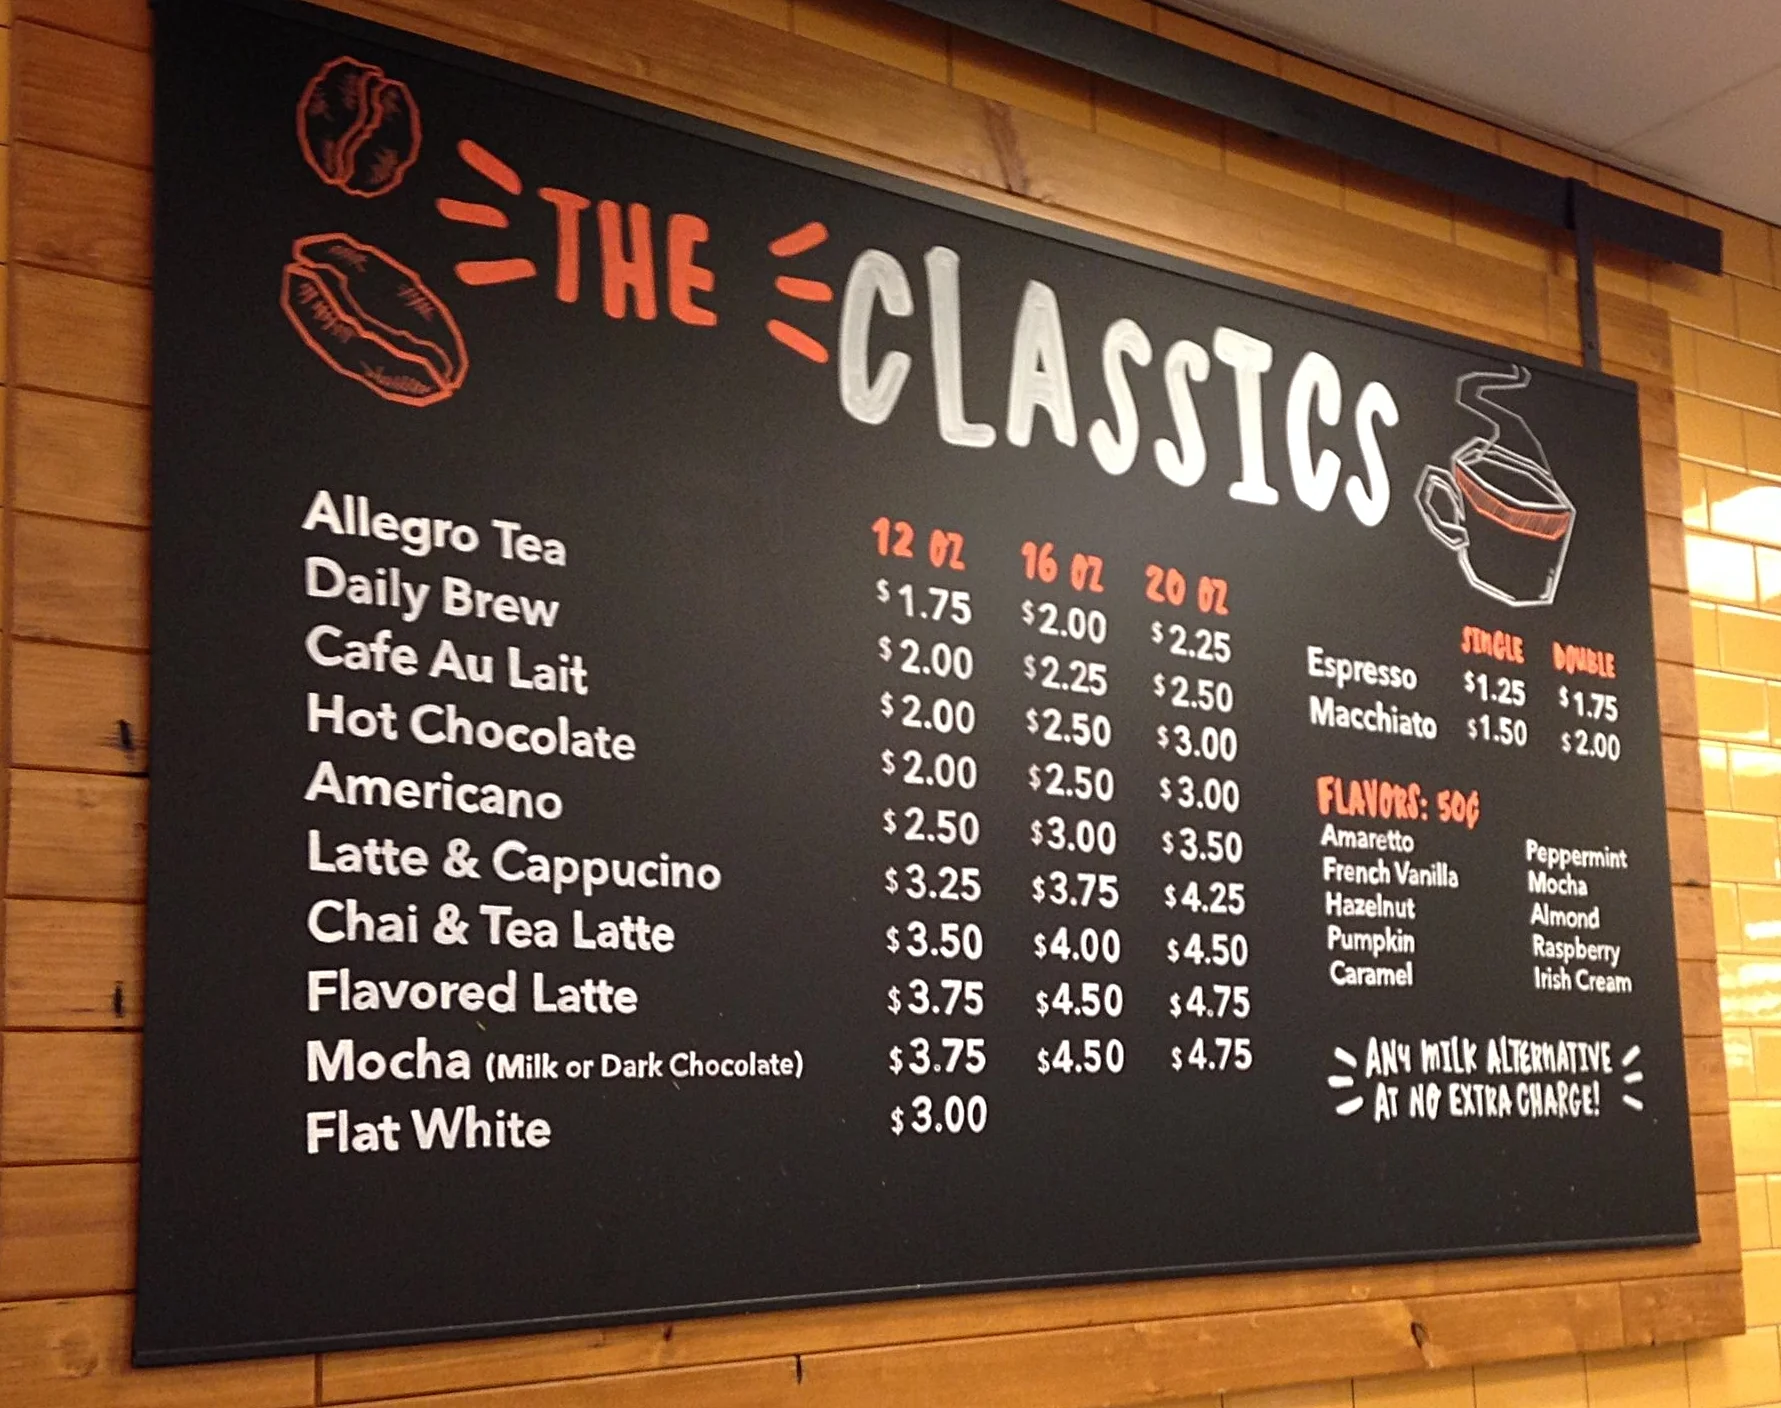 THE CLASSICS
12 OZ 16 OZ 20 OZ
Allegro Tea $1.75 $2.00 $2.25
Daily Brew $2.00 $2.25 $2.50
Cafe Au Lait $2.00 $2.50 $3.00
Hot Chocolate $2.00 $2.50 $3.00
Americano $2.50 $3.00 $3.50
Latte & Cappucino $3.25 $3.75 $4.25
Chai & Tea Latte $3.50 $4.00 $4.50
Flavored Latte $3.75 $4.50 $4.75
Mocha (Milk or Dark Chocolate) $3.75 $4.50 $4.75
Flat White $3.00
SINGLE DOUBLE
Espresso $1.25 $1.75
Macchiato $1.50 $2.00
FLAVORS: 50¢
Amaretto
French Vanilla
Hazelnut
Pumpkin
Caramel
Peppermint
Mocha
Almond
Raspberry
Irish Cream
ANY MILK ALTERNATIVE
AT NO EXTRA CHARGE!